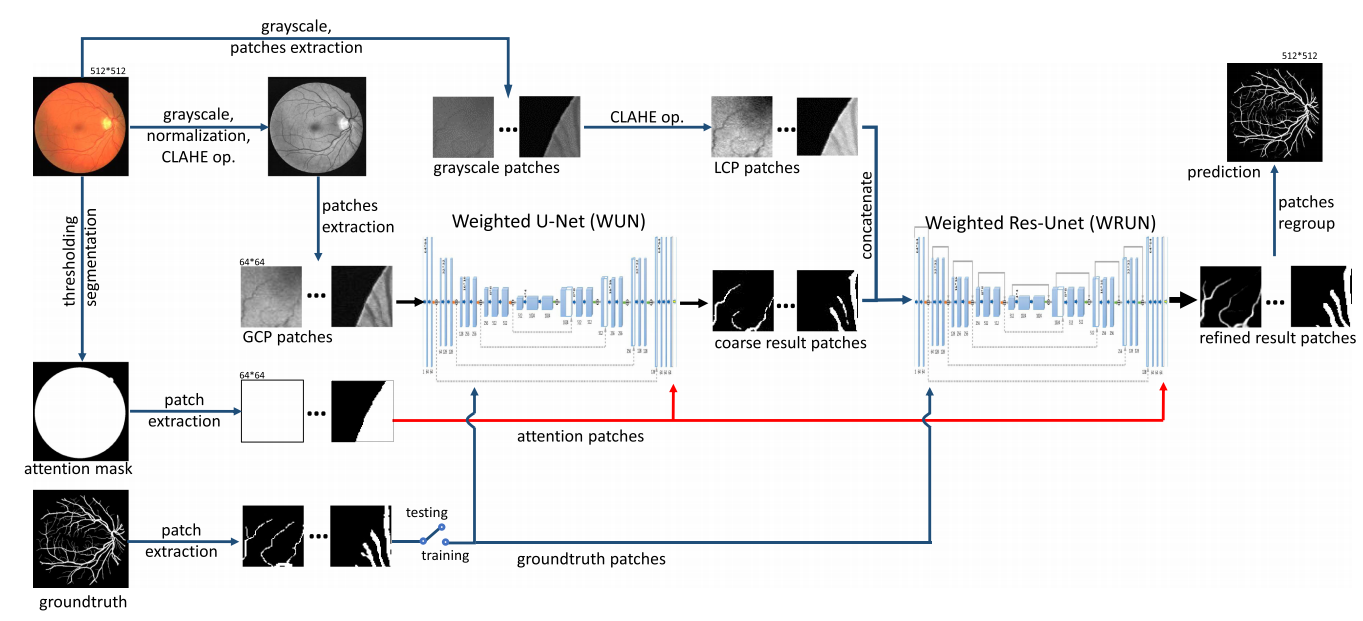 grayscale,
patches extraction
512*512
grayscale,
normalization,
CLAHE op.
CLAHE op.
grayscale patches
LCP patches
512*512
prediction
patches
regroup
thresholding
segmentation
patches
extraction
Weighted U-Net (WUN)
concatenate
Weighted Res-Unet (WRUN)
64*64
GCP patches
coarse result patches
refined result patches
64*64
patch
extraction
attention patches
attention mask
patch
extraction
testing
training
groundtruth patches
groundtruth